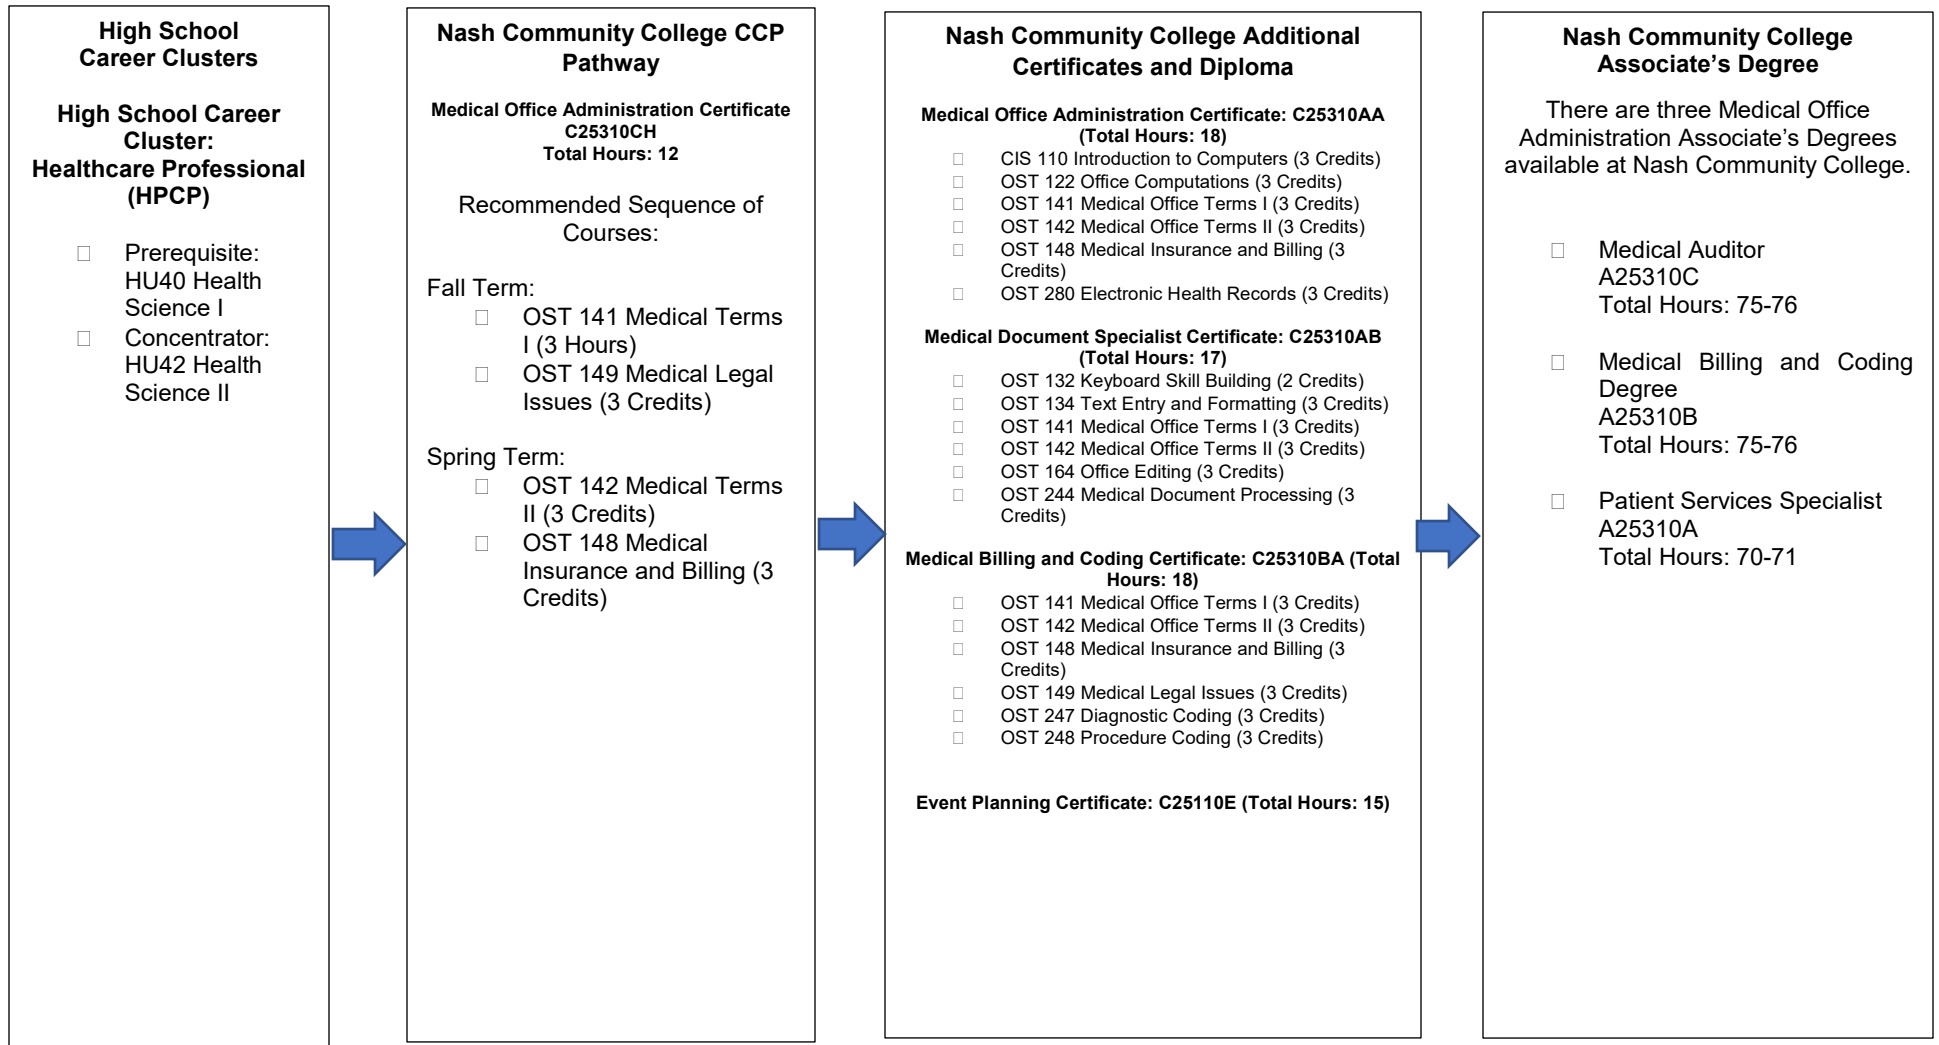 High School
Career Clusters
High School Career
Cluster:
Healthcare Professional
(HPCP)
Prerequisite:
HU40 Health
Science I
Concentrator:
HU42 Health
Science II
Nash Community College CCP
Pathway
Medical Office Administration Certificate
C25310CH
Total Hours: 12
Recommended Sequence of
Courses:
Fall Term:
OST 141 Medical Terms
I (3 Hours)
OST 149 Medical Legal
Issues (3 Credits)
Spring Term:
OST 142 Medical Terms
II (3 Credits)
OST 148 Medical
Insurance and Billing (3
Credits)
Nash Community College Additional
Certificates and Diploma
Medical Office Administration Certificate: C25310AA
(Total Hours: 18)
CIS 110 Introduction to Computers (3 Credits)
OST 122 Office Computations (3 Credits)
OST 141 Medical Office Terms I (3 Credits)
OST 142 Medical Office Terms II (3 Credits)
OST 148 Medical Insurance and Billing (3
Credits)
OST 280 Electronic Health Records (3 Credits)
Medical Document Specialist Certificate: C25310AB
(Total Hours: 17)
OST 132 Keyboard Skill Building (2 Credits)
OST 134 Text Entry and Formatting (3 Credits)
OST 141 Medical Office Terms I (3 Credits)
OST 142 Medical Office Terms II (3 Credits)
OST 164 Office Editing (3 Credits)
OST 244 Medical Document Processing (3
Credits)
Medical Billing and Coding Certificate: C25310BA (Total
Hours: 18)
OST 141 Medical Office Terms I (3 Credits)
OST 142 Medical Office Terms II (3 Credits)
OST 148 Medical Insurance and Billing (3
Credits)
OST 149 Medical Legal Issues (3 Credits)
OST 247 Diagnostic Coding (3 Credits)
OST 248 Procedure Coding (3 Credits)
Event Planning Certificate: C25110E (Total Hours: 15)
Nash Community College
Associate's Degree
There are three Medical Office
Administration Associate's Degrees
available at Nash Community College.
Medical Auditor
A25310C
Total Hours: 75-76
Medical Billing and Coding
Degree
A25310B
Total Hours: 75-76
Patient Services Specialist
A25310A
Total Hours: 70-71